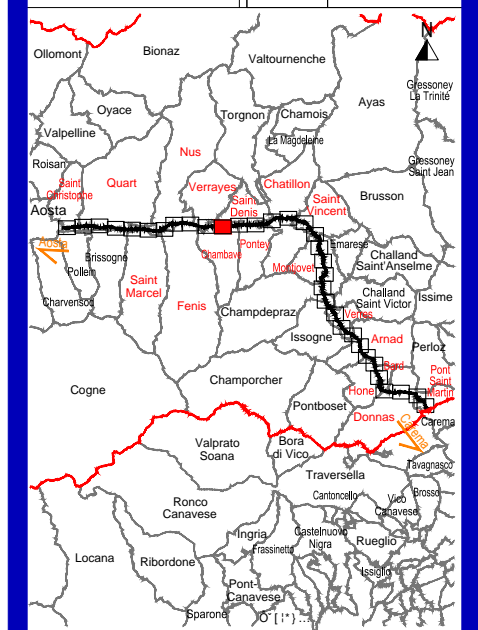 N
Ollomont
Bionaz
Valtournenche
Gressoney
La Trinité
Ayas
Oyace
Torgnon
Chamois
Valpelline
La Magdeleine
Nus
Roisan
Gressoney
Saint Jean
Saint
Christophe
Quart
Verrayes
Chatillon
Brusson
Saint
Denis
Saint
Vincent
Aosta
Aosta
Brissogne
Chambave
Pontey
Emarese
Challand
Saint'Anselme
Pollein
Saint
Marcel
Montjovet
Charvensod
Fenis
Challand
Saint Victor
Issime
Champdepraz
Verres
Issogne
Arnad
Perloz
Bard
Pont
Saint
Martin
Cogne
Champorcher
Hone
Pontboset
Donnas
Carema
Carema
Valprato
Soana
Bora
di Vico
Tavagnasco
Traversella
Ronco
Canavese
Cantoncello
Vico
Canavese
Brosso
Ingria
Castelnuovo
Nigra
Rueglio
Frassinetto
Locana
Ribordone
Issiglio
Pont-
Canavese
Sparone